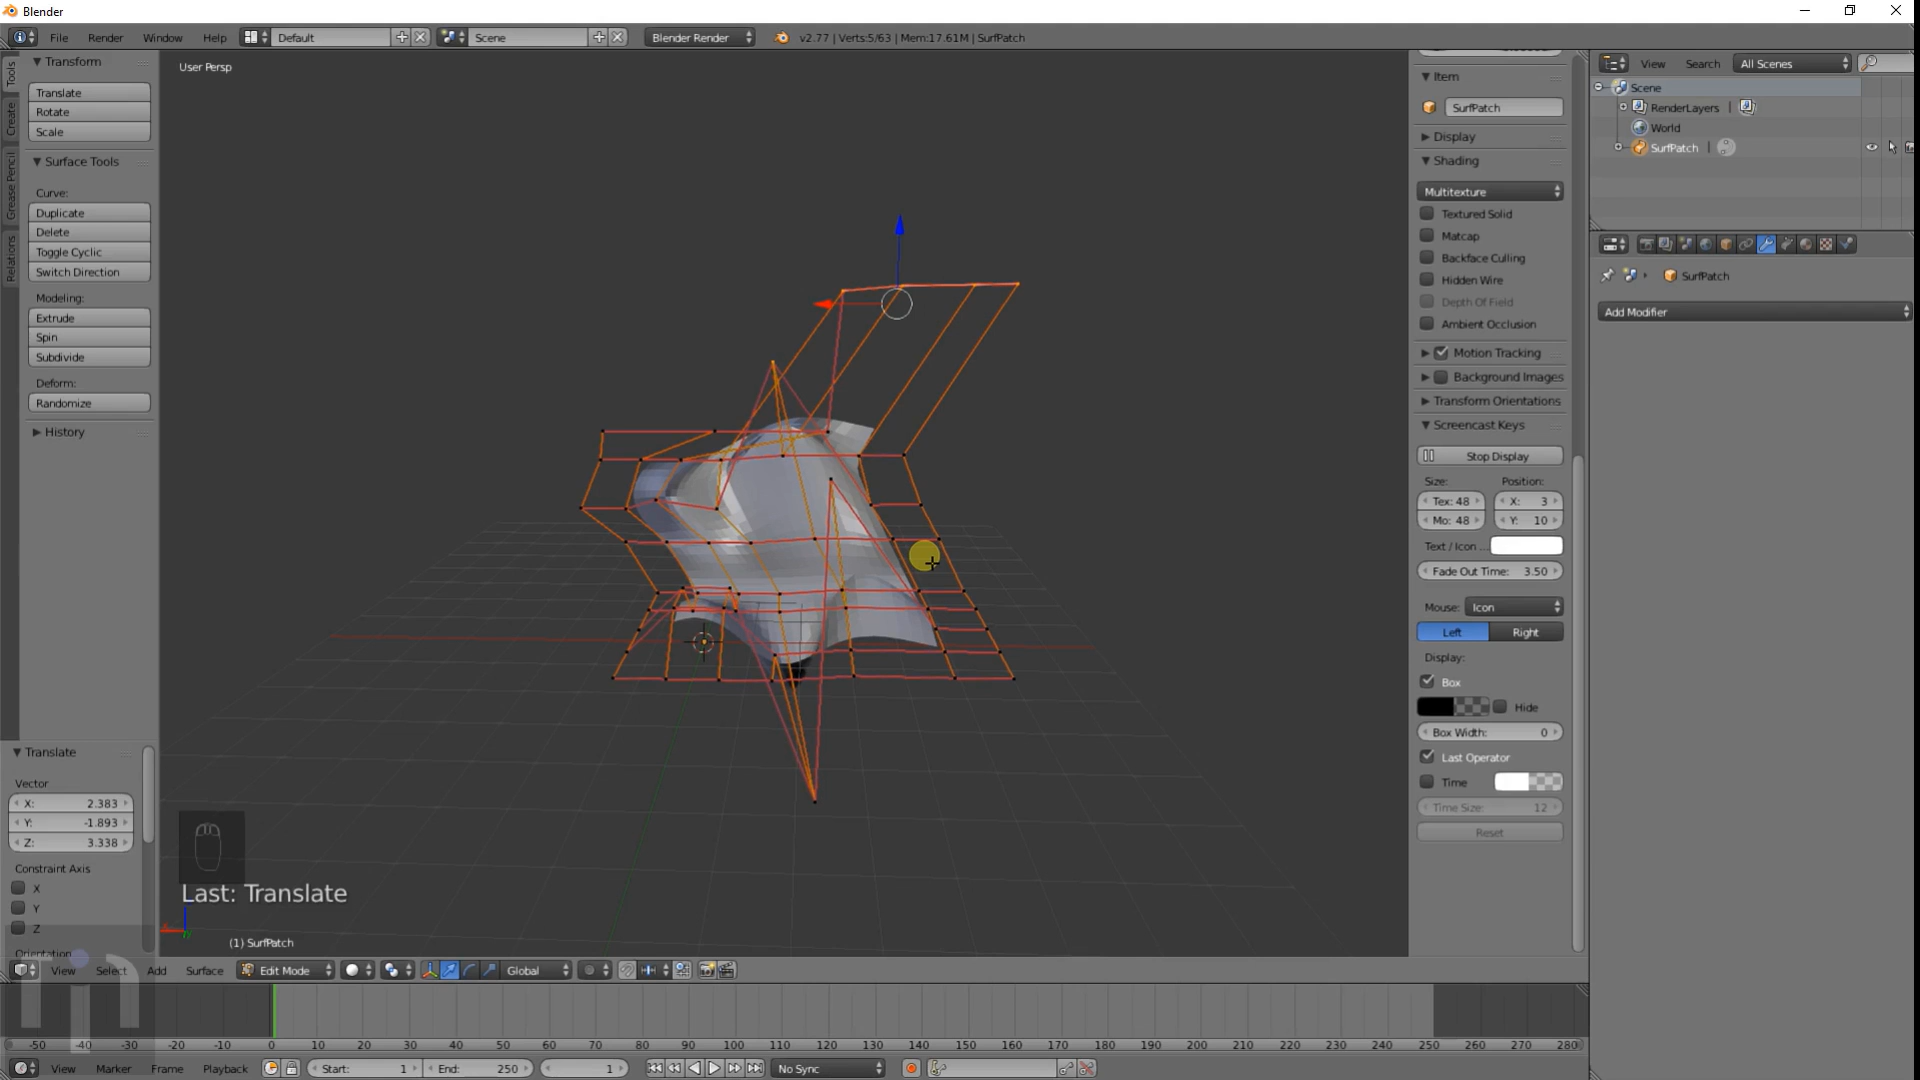 Blender
File Render Window Help Default Scene Blender Render v2.77 | Verts:5/63 | Mem:17.61M | SurfPatch
Tools
Create
Grease Pencil
Relations
Transform
Translate
Rotate
Scale
Surface Tools
Curve:
Duplicate
Delete
Toggle Cyclic
Switch Direction
Modeling:
Extrude
Spin
Subdivide
Deform:
Randomize
History
Translate
Vector
X: 2.383
Y: -1.893
Z: 3.338
Constraint Axis
X
Y
Z
Orientation
User Persp
Last: Translate
(1) SurfPatch
Item
SurfPatch
Display
Shading
Multitexture
Textured Solid
Matcap
Backface Culling
Hidden Wire
Depth Of Field
Ambient Occlusion
Motion Tracking
Background Images
Transform Orientations
Screencast Keys
Stop Display
Size: Position:
Tex: 48 X: 3
Mo: 48 Y: 10
Text / Icon ...
Fade Out Time: 3.50
Mouse: Icon
Left Right
Display:
Box
Hide
Box Width: 0
Last Operator
Time
Time Size: 12
Reset
View Search All Scenes
Scene
RenderLayers |
World
SurfPatch |
SurfPatch
Add Modifier
View Select Add Surface Edit Mode Global
-50 -40 -30 -20 -10 0 10 20 30 40 50 60 70 80 90 100 110 120 130 140 150 160 170 180 190 200 210 220 230 240 250 260 270 280
View Marker Frame Playback Start: 1 End: 250 1 No Sync